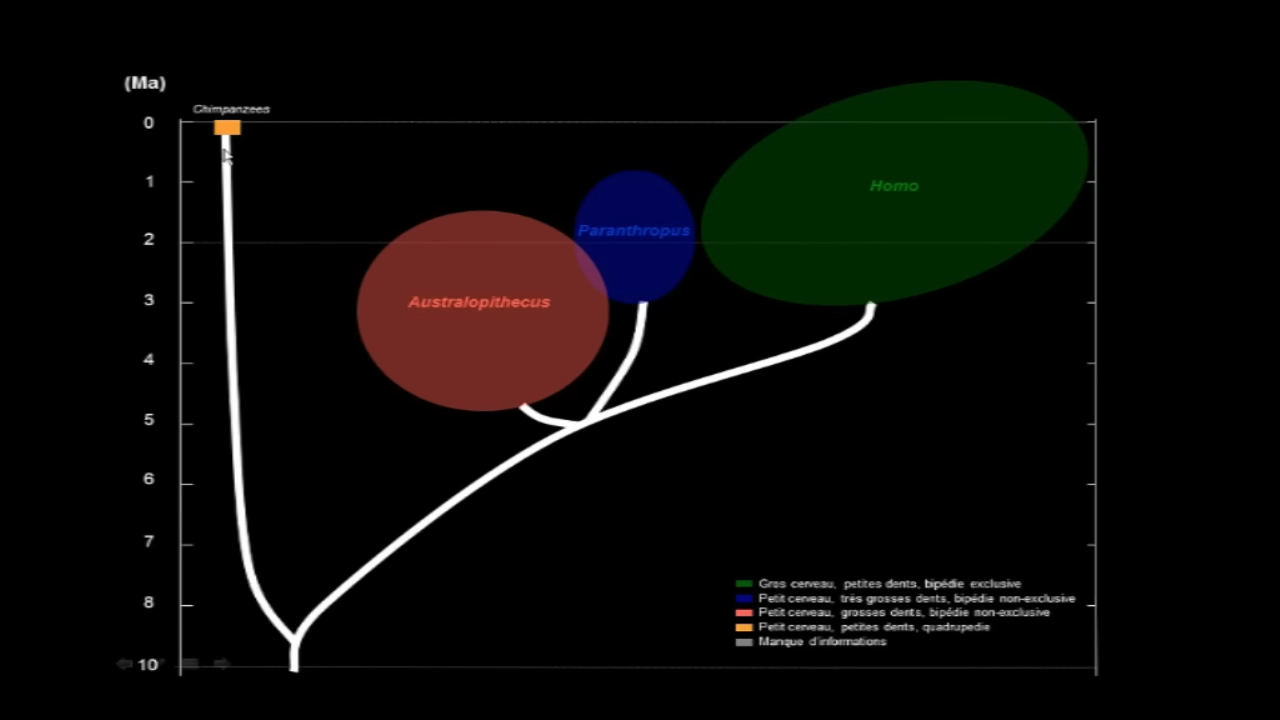 (Ma)
Chimpanzees
0
1
2
3
4
5
6
7
8
10
Homo
Paranthropus
Australopithecus
Gros cerveau, petites dents, bipédie exclusive
Petit cerveau, très grosses dents, bipédie non-exclusive
Petit cerveau, grosses dents, bipédie non-exclusive
Petit cerveau, petites dents, quadrupedie
Manque d'informations